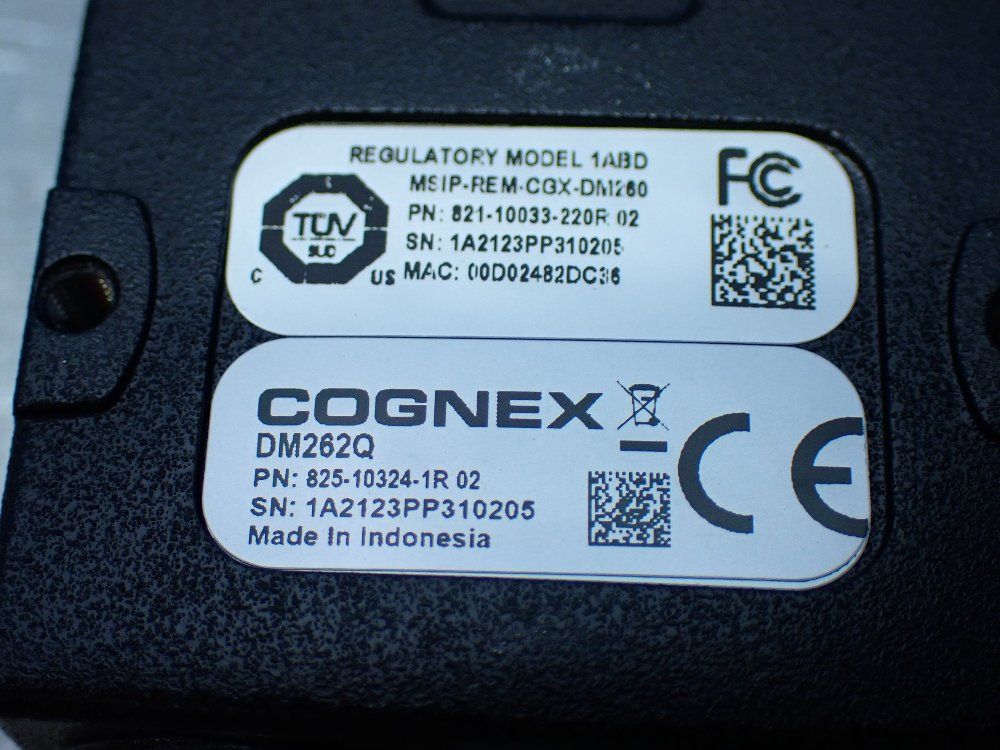 REGULATORY MODEL 1ABD
MSIP-REM-CGX-DM260
FC
TÜV
SUD
C US
PN: 821-10033-220R 02
SN: 1A2123PP310205
MAC: 00D02482DC36
COGNEX
DM262Q
CE
PN: 825-10324-1R 02
SN: 1A2123PP310205
Made In Indonesia